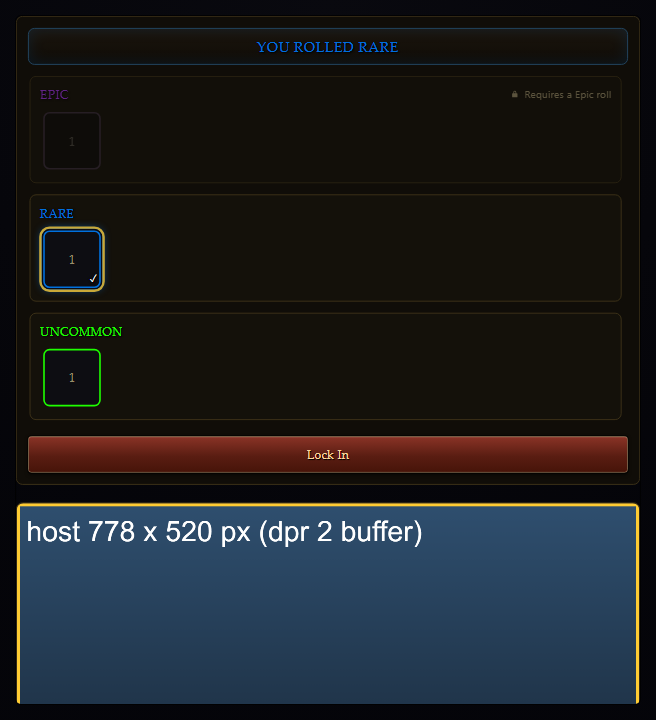 YOU ROLLED RARE
EPIC
Requires a Epic roll
1
RARE
1
UNCOMMON
1
Lock In
host 778 x 520 px (dpr 2 buffer)